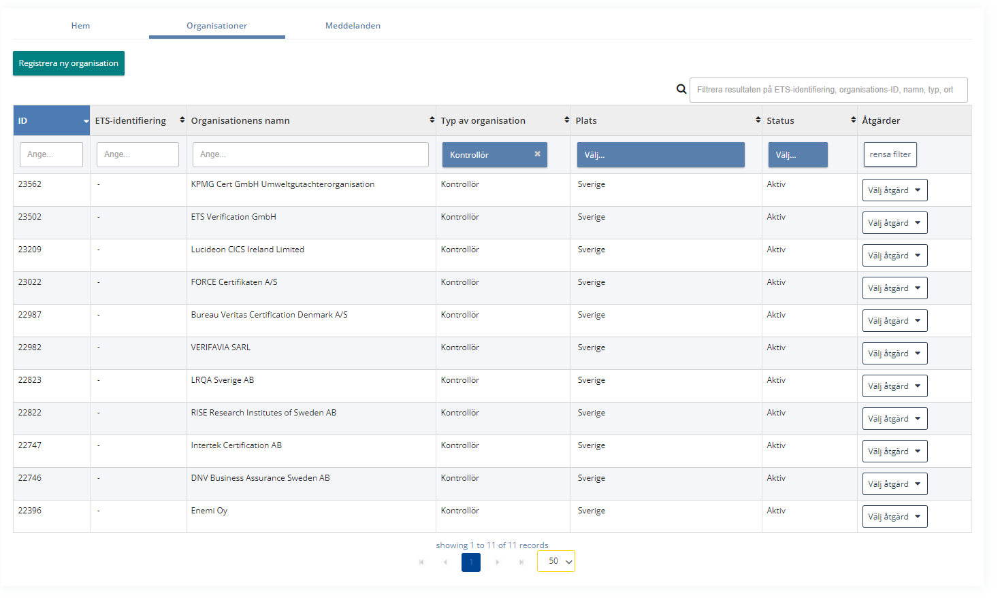 Hem Organisationer Meddelanden
Registrera ny organisation
Filtrera resultaten på ETS-identifiering, organisations-ID, namn, typ, ort
ID ETS-identifiering Organisationens namn Typ av organisation Plats Status Åtgärder
Ange... Ange... Ange... Kontrollör ✖ Välj... Välj... rensa filter
23562 - KPMG Cert GmbH Umweltgutachterorganisation Kontrollör Sverige Aktiv Välj åtgärd
23502 - ETS Verification GmbH Kontrollör Sverige Aktiv Välj åtgärd
23209 - Lucideon CICS Ireland Limited Kontrollör Sverige Aktiv Välj åtgärd
23022 - FORCE Certifikaten A/S Kontrollör Sverige Aktiv Välj åtgärd
22987 - Bureau Veritas Certification Denmark A/S Kontrollör Sverige Aktiv Välj åtgärd
22982 - VERIFAVIA SARL Kontrollör Sverige Aktiv Välj åtgärd
22823 - LRQA Sverige AB Kontrollör Sverige Aktiv Välj åtgärd
22822 - RISE Research Institutes of Sweden AB Kontrollör Sverige Aktiv Välj åtgärd
22747 - Intertek Certification AB Kontrollör Sverige Aktiv Välj åtgärd
22746 - DNV Business Assurance Sweden AB Kontrollör Sverige Aktiv Välj åtgärd
22396 - Enemi Oy Kontrollör Sverige Aktiv Välj åtgärd
showing 1 to 11 of 11 records
1 50